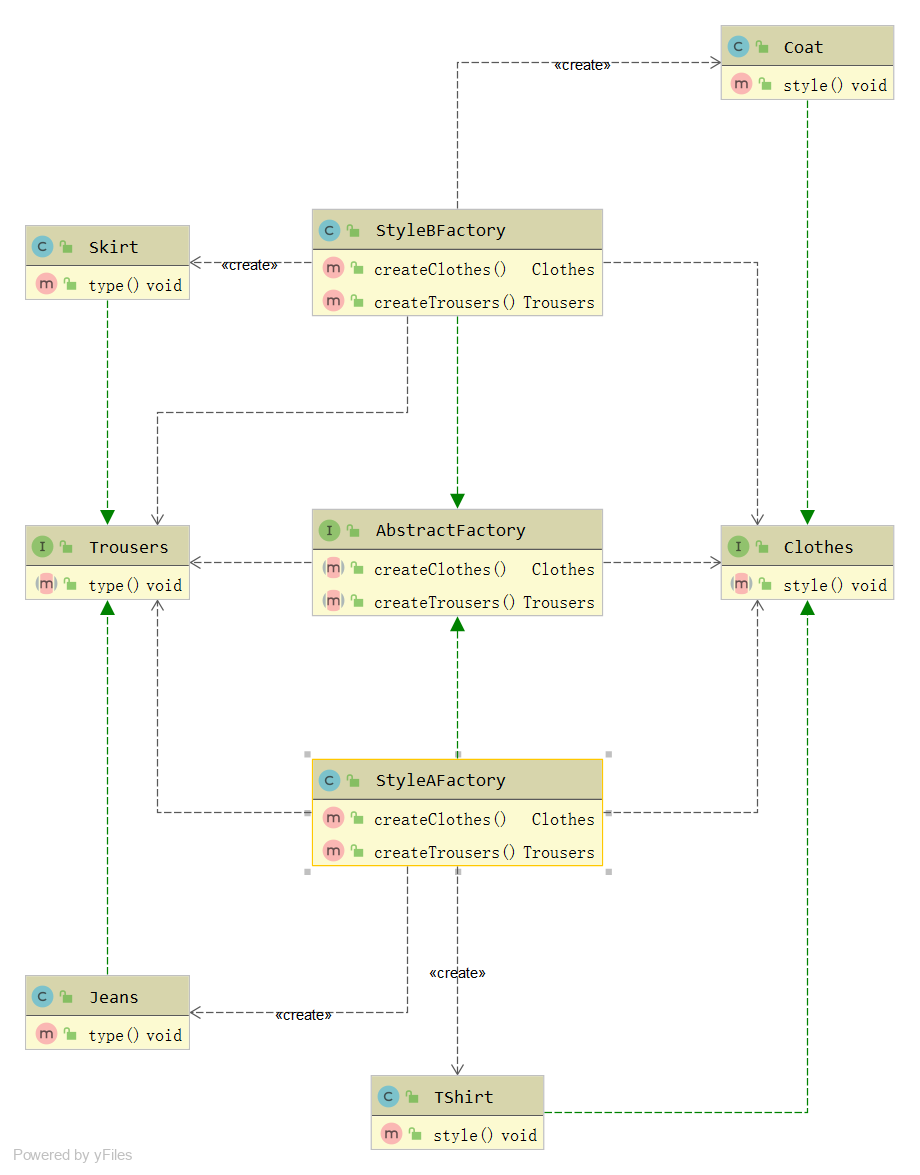 C Coat
«create»
m style() void
C StyleBFactory
C Skirt
«create»
m createClothes() Clothes
m type() void
m createTrousers() Trousers
I AbstractFactory
I Trousers
I Clothes
m createClothes() Clothes
m type() void
m style() void
m createTrousers() Trousers
C StyleAFactory
m createClothes() Clothes
m createTrousers() Trousers
«create»
C Jeans
«create»
m type() void
C TShirt
m style() void
Powered by yFiles